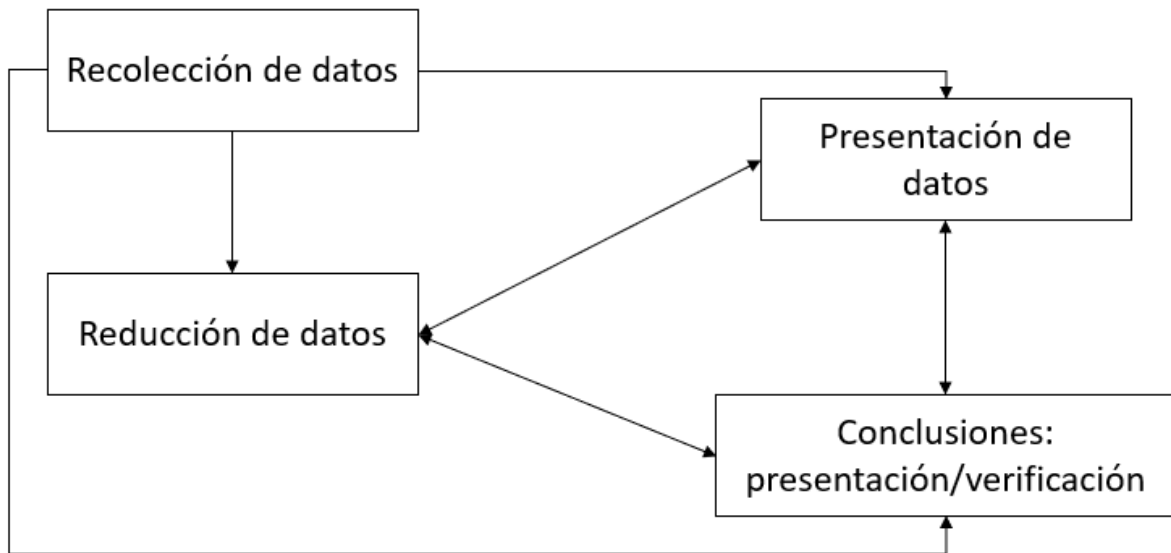 Recolección de datos
Presentación de
datos
Reducción de datos
Conclusiones:
presentación/verificación